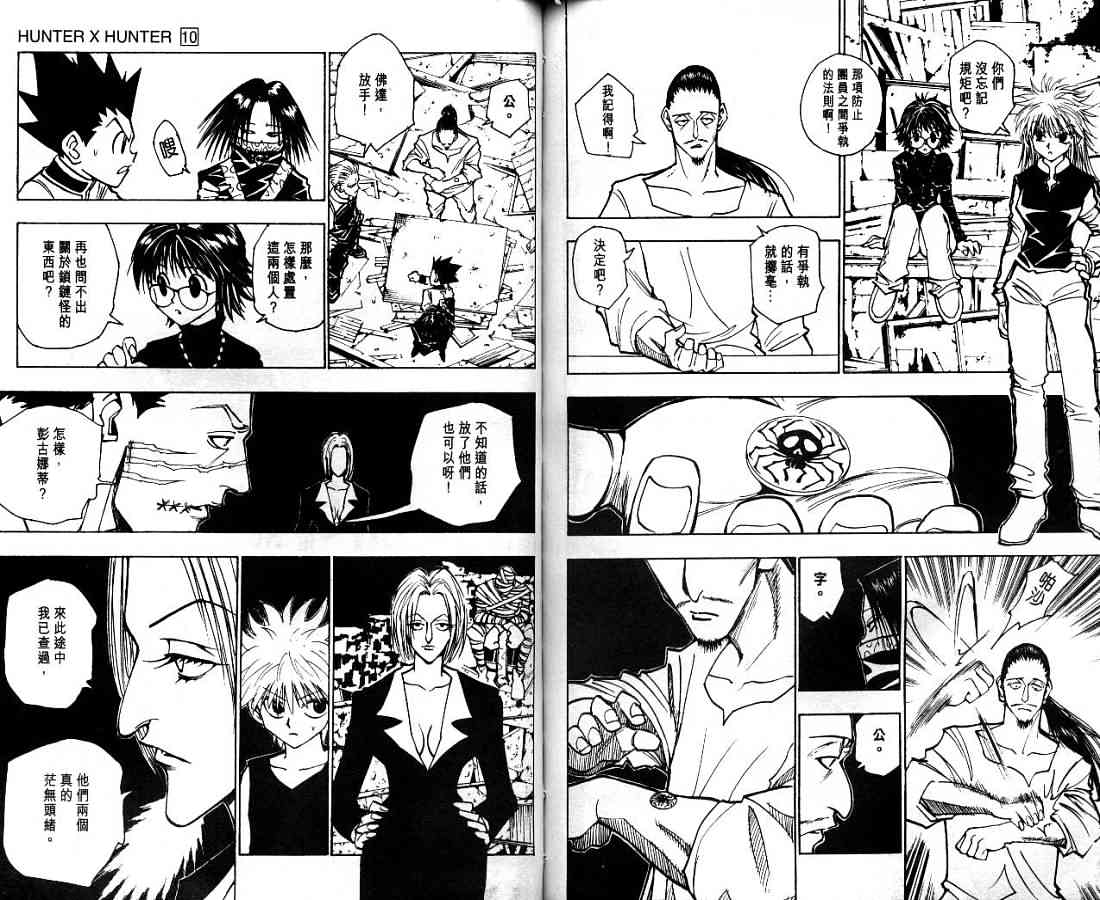 你們
沒忘記
規矩吧？
那項防止
團員之間爭執
的法則啊！
我記得啊！
有爭執
的話，
就擲毫…
決定吧？
啪沙
字。
公。
HUNTER X HUNTER 10
公。
佛達，
放手！
嗖
那麼，
怎樣處置
這兩個人？
再也問不出
關於鎖鏈怪的
東西吧？
不知道的話，
放了他們
也可以呀！
怎樣，
彭古娜蒂？
來此途中
我已查過，
他們兩個
真的
茫無頭緒。